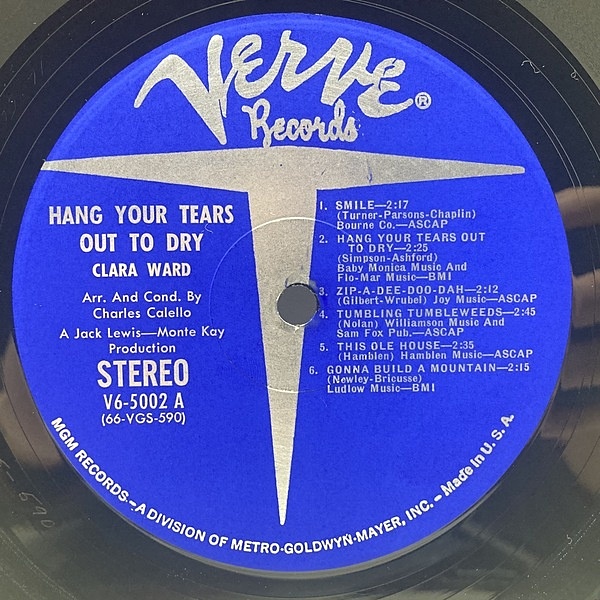 Verve®
Records
HANG YOUR TEARS
OUT TO DRY
CLARA WARD
Arr. And Cond. By
Charles Calello
A Jack Lewis—Monte Kay
Production
STEREO
V6-5002 A
(66-VGS-590)
1. SMILE—2:17
(Turner-Parsons-Chaplin)
Bourne Co.—ASCAP
2. HANG YOUR TEARS OUT
TO DRY—2:25
(Simpson-Ashford)
Baby Monica Music And
Flo-Mar Music—BMI
3. ZIP-A-DEE-DOO-DAH—2:12
(Gilbert-Wrubel) Joy Music—ASCAP
4. TUMBLING TUMBLEWEEDS—2:45
(Nolan) Williamson Music And
Sam Fox Pub.—ASCAP
5. THIS OLE HOUSE—2:35
(Hamblen) Hamblen Music—ASCAP
6. GONNA BUILD A MOUNTAIN—2:15
(Newley-Bricusse)
Ludlow Music—BMI
MGM RECORDS—A DIVISION OF METRO-GOLDWYN-MAYER, INC. – Made in U. S. A.